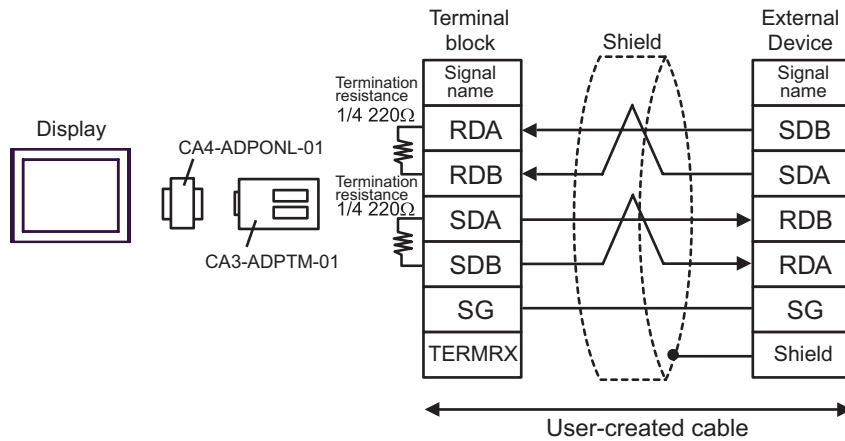 Terminal
block
External
Device
Shield
Signal
name
Signal
name
Termination
resistance
1/4 220Ω
RDA
SDB
Display
CA4-ADPONL-01
RDB
SDA
Termination
resistance
1/4 220Ω
SDA
RDB
CA3-ADPTM-01
SDB
RDA
SG
SG
TERMRX
Shield
User-created cable